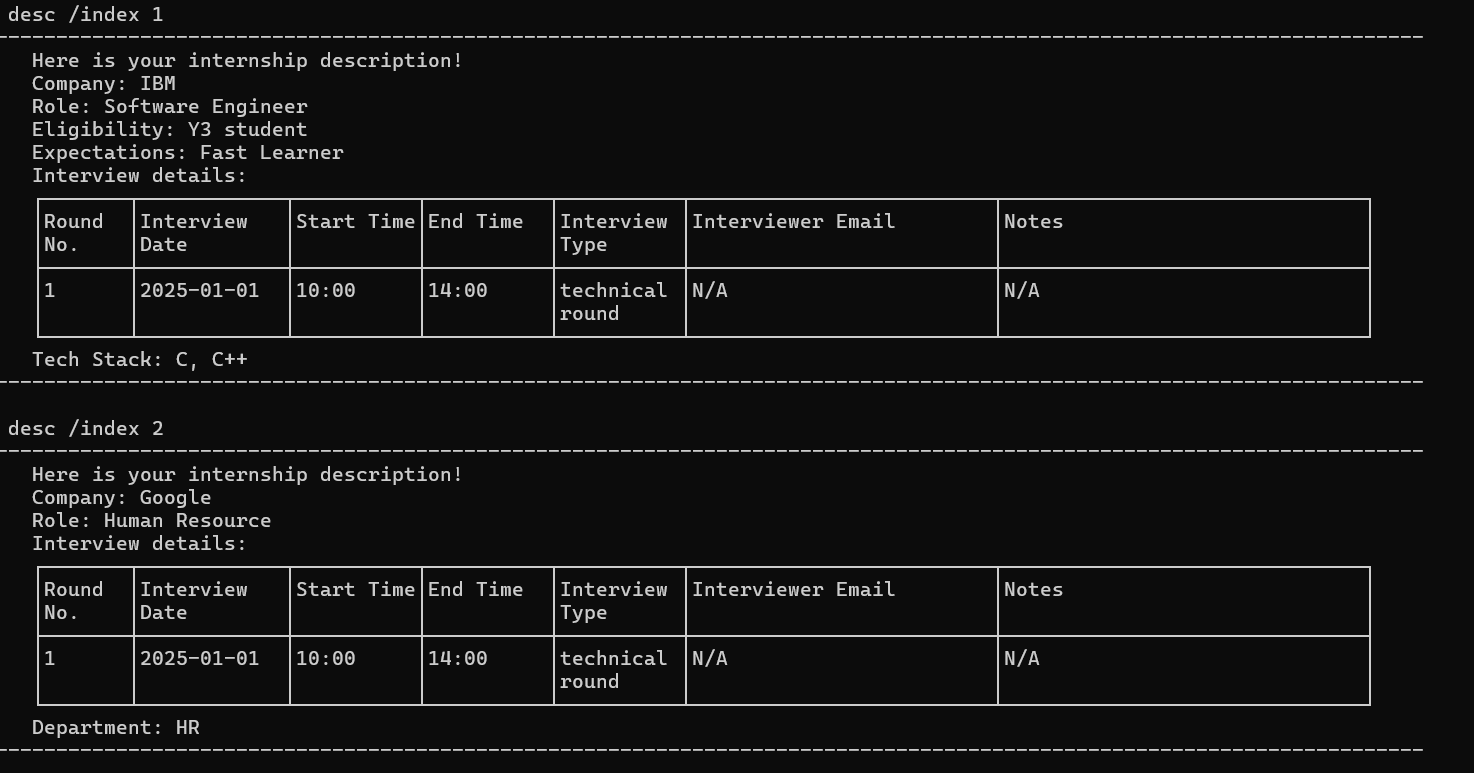 desc /index 1
Here is your internship description!
Company: IBM
Role: Software Engineer
Eligibility: Y3 student
Expectations: Fast Learner
Interview details:
Round No. Interview Date Start Time End Time Interview Type Interviewer Email Notes
1 2025-01-01 10:00 14:00 technical round N/A N/A
Tech Stack: C, C++
desc /index 2
Here is your internship description!
Company: Google
Role: Human Resource
Interview details:
Round No. Interview Date Start Time End Time Interview Type Interviewer Email Notes
1 2025-01-01 10:00 14:00 technical round N/A N/A
Department: HR